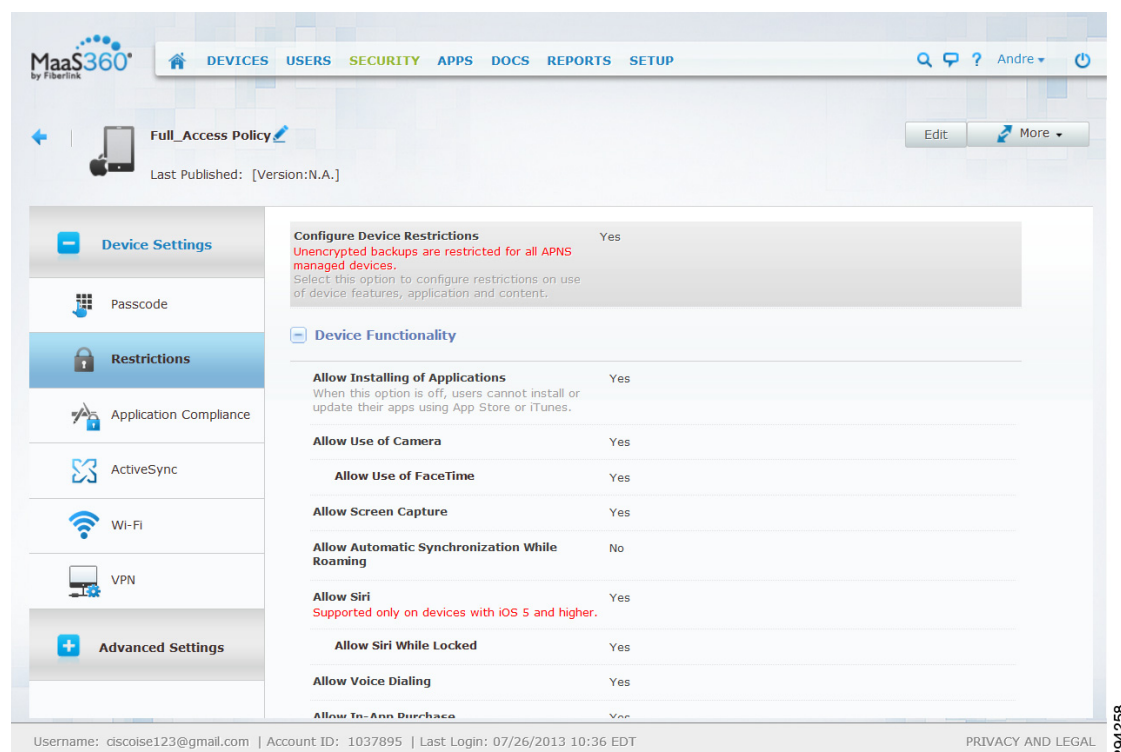 MaaS360
by Fiberlink
DEVICES USERS SECURITY APPS DOCS REPORTS SETUP
? Andre
Full_Access Policy
Last Published: [Version:N.A.]
Edit
More
Device Settings
Passcode
Restrictions
Application Compliance
ActiveSync
Wi-Fi
VPN
Advanced Settings
Configure Device Restrictions Yes
Unencrypted backups are restricted for all APNS
managed devices.
Select this option to configure restrictions on use
of device features, application and content.
Device Functionality
Allow Installing of Applications Yes
When this option is off, users cannot install or
update their apps using App Store or iTunes.
Allow Use of Camera Yes
Allow Use of FaceTime Yes
Allow Screen Capture Yes
Allow Automatic Synchronization While No
Roaming
Allow Siri Yes
Supported only on devices with iOS 5 and higher.
Allow Siri While Locked Yes
Allow Voice Dialing Yes
Allow In-App Purchase Yes
Username: ciscoise123@gmail.com | Account ID: 1037895 | Last Login: 07/26/2013 10:36 EDT
PRIVACY AND LEGAL